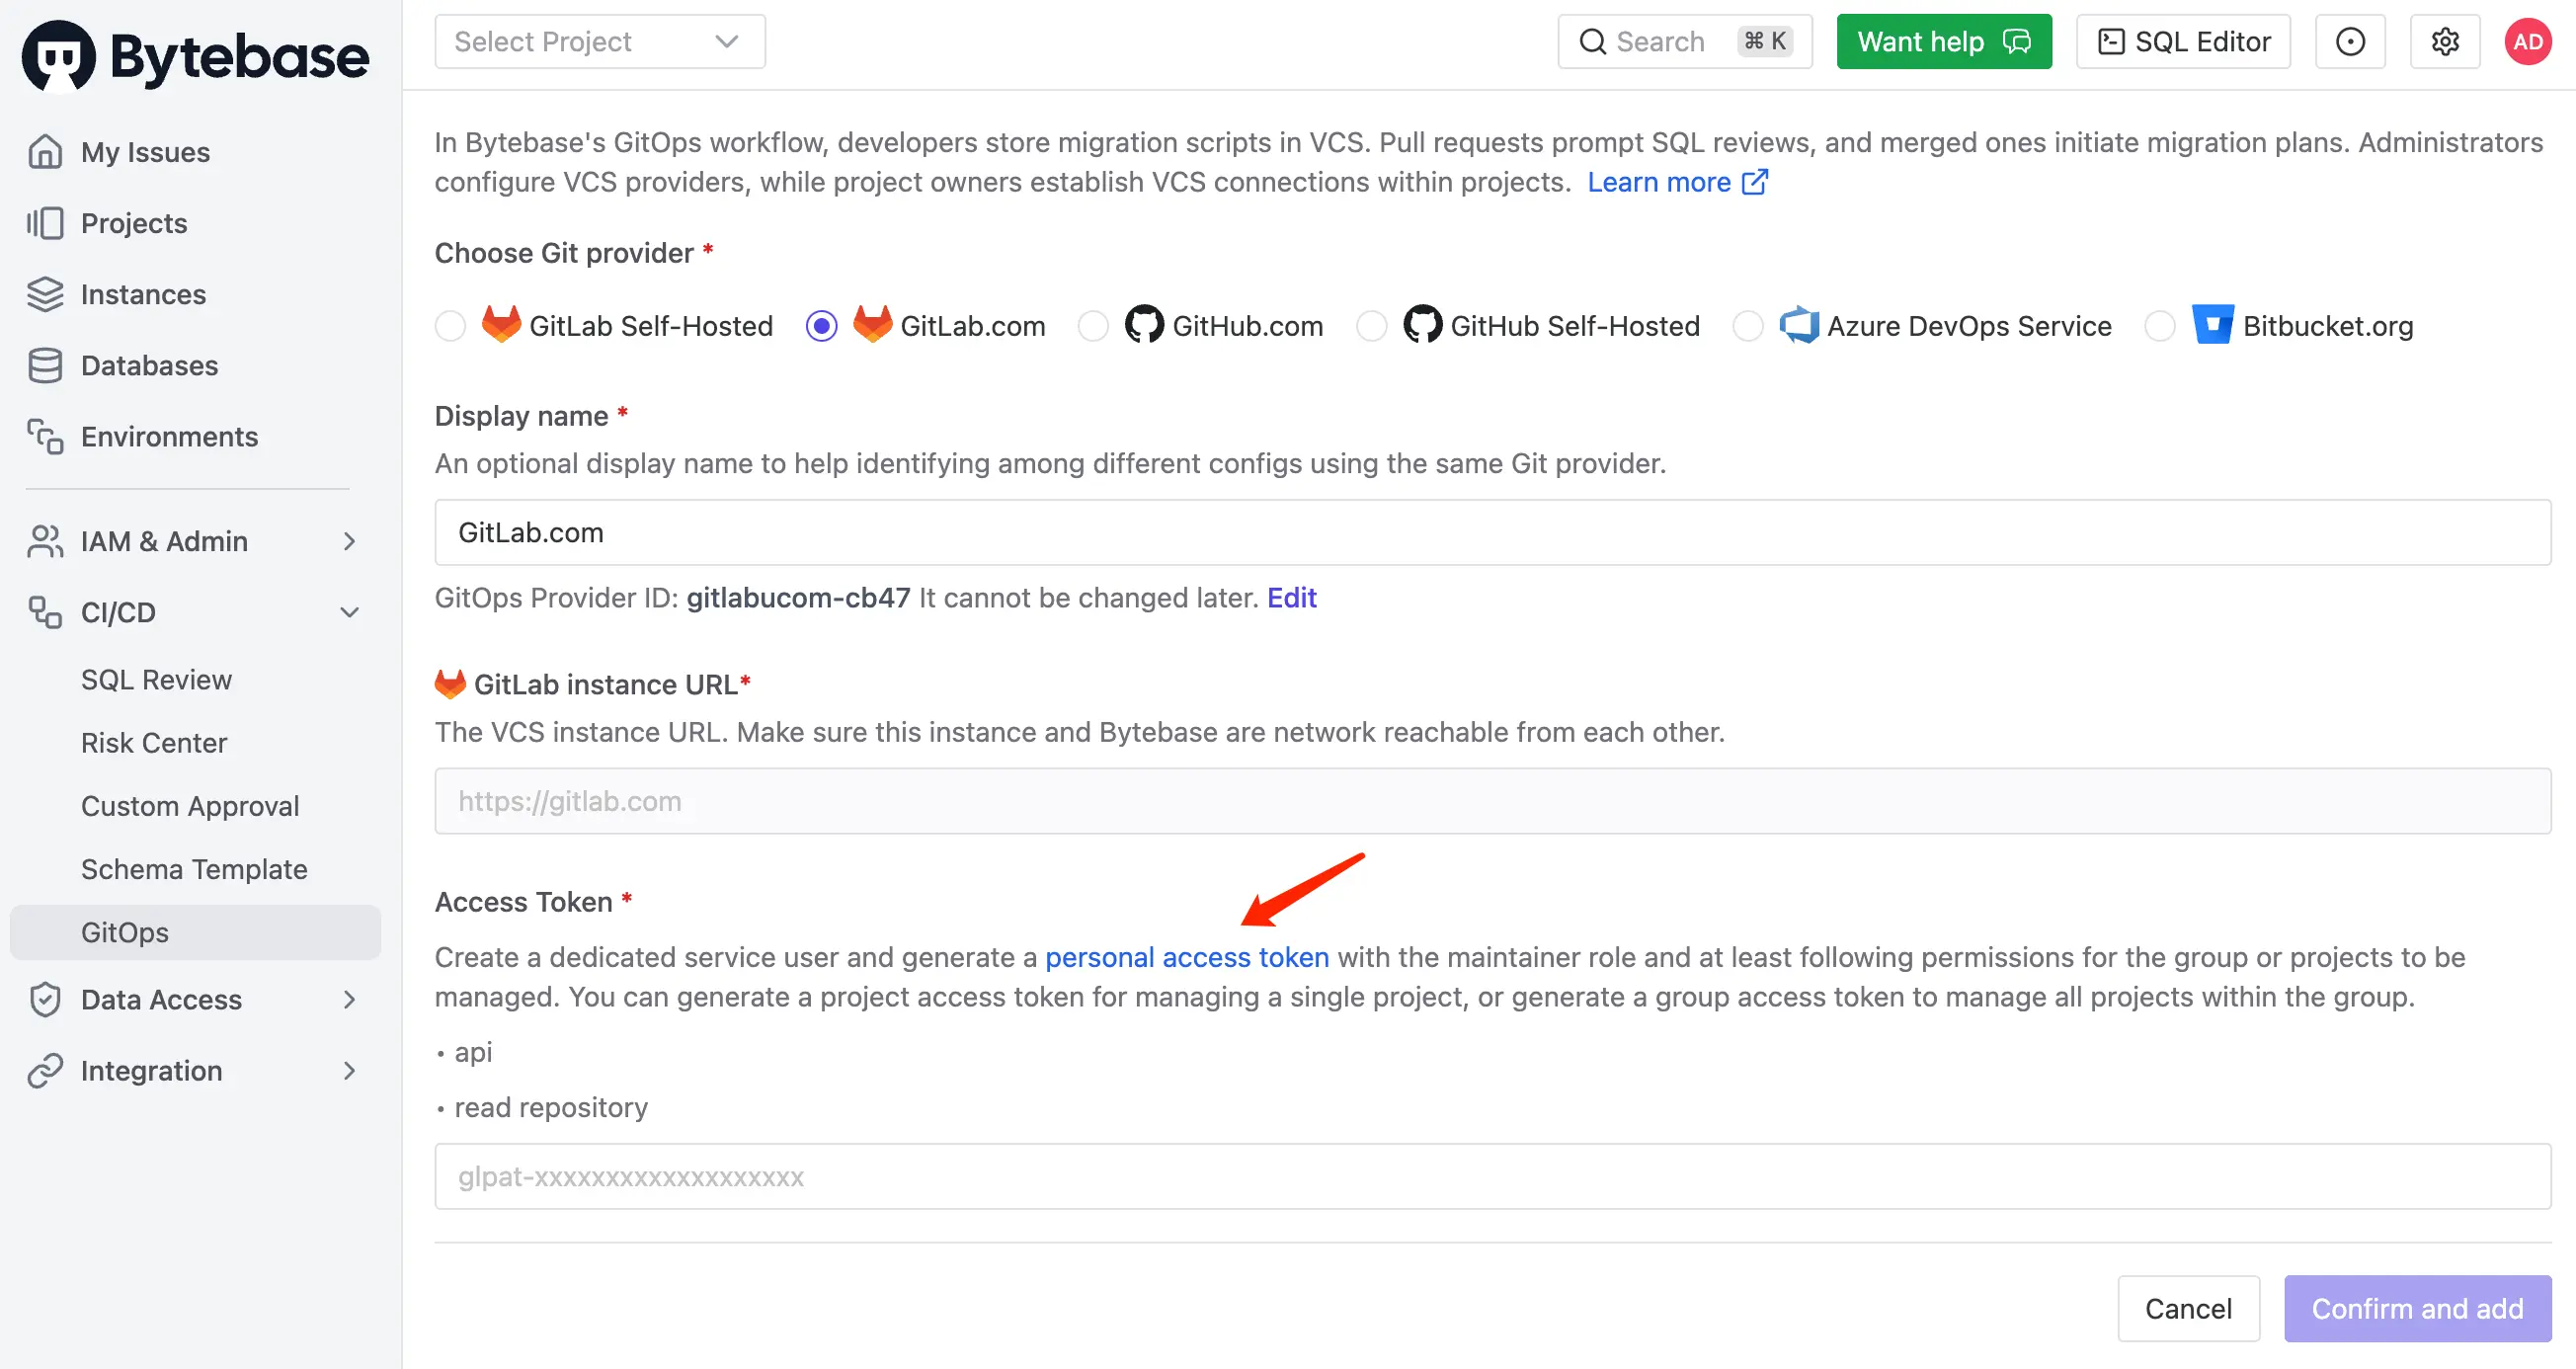 Bytebase
Select Project
Search ⌘ K
Want help
SQL Editor
AD
My Issues
Projects
Instances
Databases
Environments
IAM & Admin
CI/CD
SQL Review
Risk Center
Custom Approval
Schema Template
GitOps
Data Access
Integration
In Bytebase's GitOps workflow, developers store migration scripts in VCS. Pull requests prompt SQL reviews, and merged ones initiate migration plans. Administrators
configure VCS providers, while project owners establish VCS connections within projects. Learn more
Choose Git provider *
GitLab Self-Hosted GitLab.com GitHub.com GitHub Self-Hosted Azure DevOps Service Bitbucket.org
Display name *
An optional display name to help identifying among different configs using the same Git provider.
GitLab.com
GitOps Provider ID: gitlabucom-cb47 It cannot be changed later. Edit
GitLab instance URL*
The VCS instance URL. Make sure this instance and Bytebase are network reachable from each other.
https://gitlab.com
Access Token *
Create a dedicated service user and generate a personal access token with the maintainer role and at least following permissions for the group or projects to be
managed. You can generate a project access token for managing a single project, or generate a group access token to manage all projects within the group.
• api
• read repository
glpat-xxxxxxxxxxxxxxxxxxxx
Cancel
Confirm and add